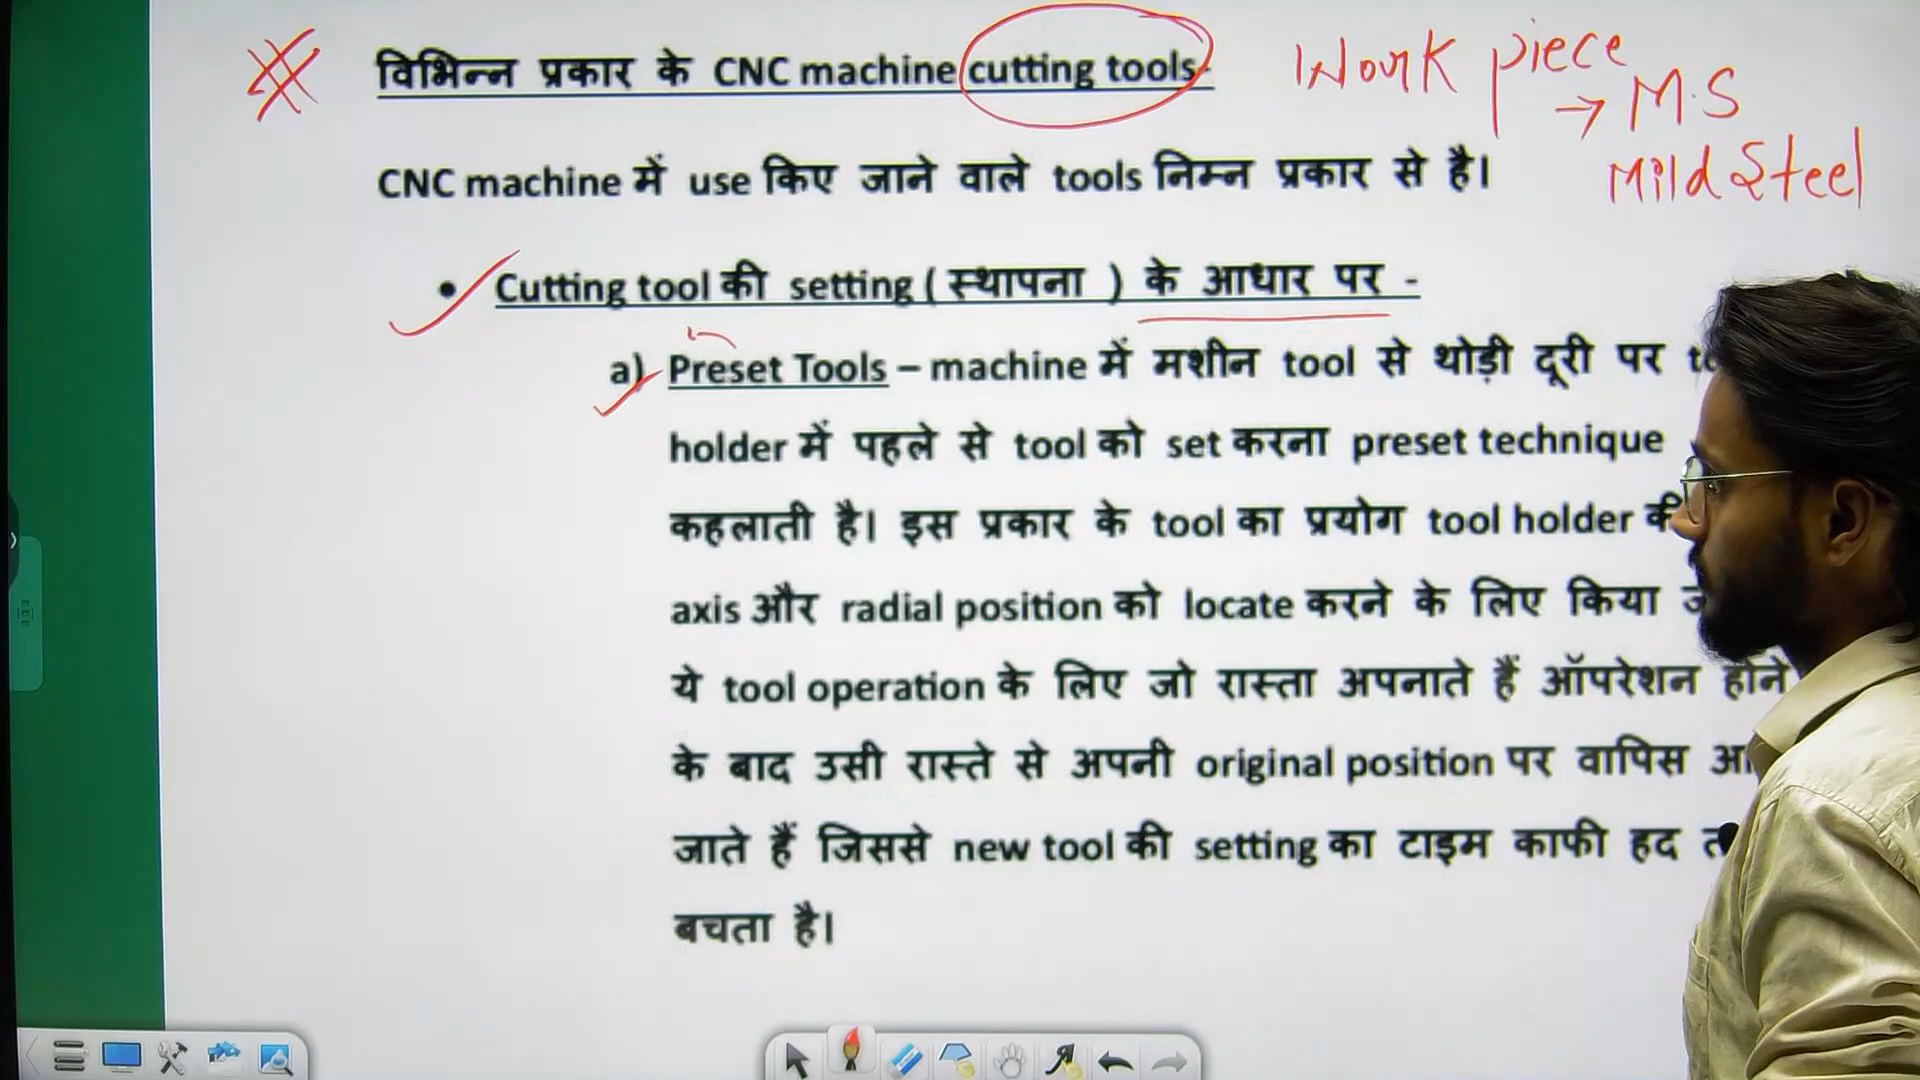 विभिन्न प्रकार के CNC machine cutting tools-
Work piece
→ M.S
Mild Steel
CNC machine में use किए जाने वाले tools निम्न प्रकार से है।
• Cutting tool की setting ( स्थापना ) के आधार पर -
a) Preset Tools – machine में मशीन tool से थोड़ी दूरी पर
holder में पहले से tool को set करना preset technique
कहलाती है। इस प्रकार के tool का प्रयोग tool holder की
axis और radial position को locate करने के लिए किया
ये tool operation के लिए जो रास्ता अपनाते हैं ऑपरेशन होने
के बाद उसी रास्ते से अपनी original position पर वापिस आ
जाते हैं जिससे new tool की setting का टाइम काफी हद
बचता है।